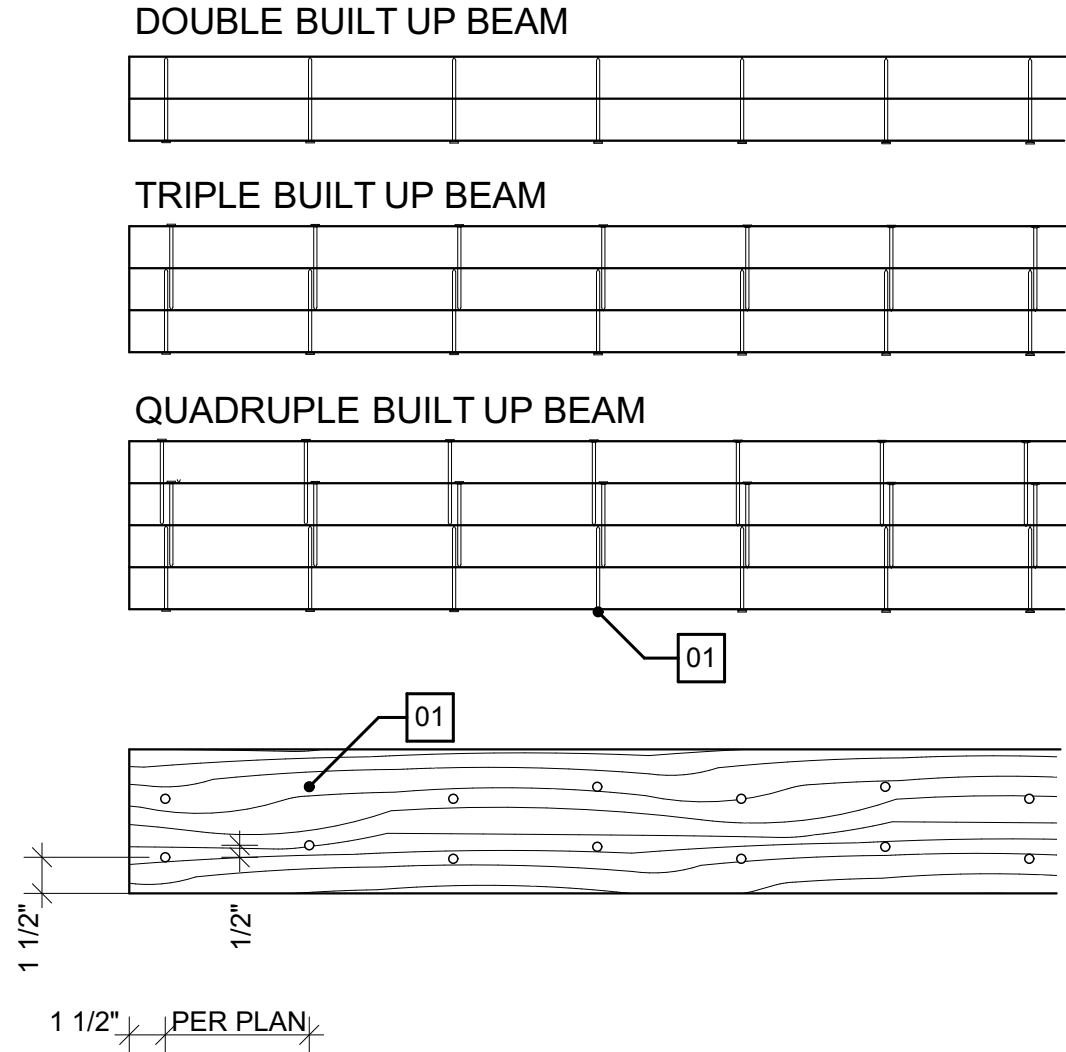 DOUBLE BUILT UP BEAM
TRIPLE BUILT UP BEAM
QUADRUPLE BUILT UP BEAM
01
01
1 1/2"
1/2"
1 1/2"
PER PLAN